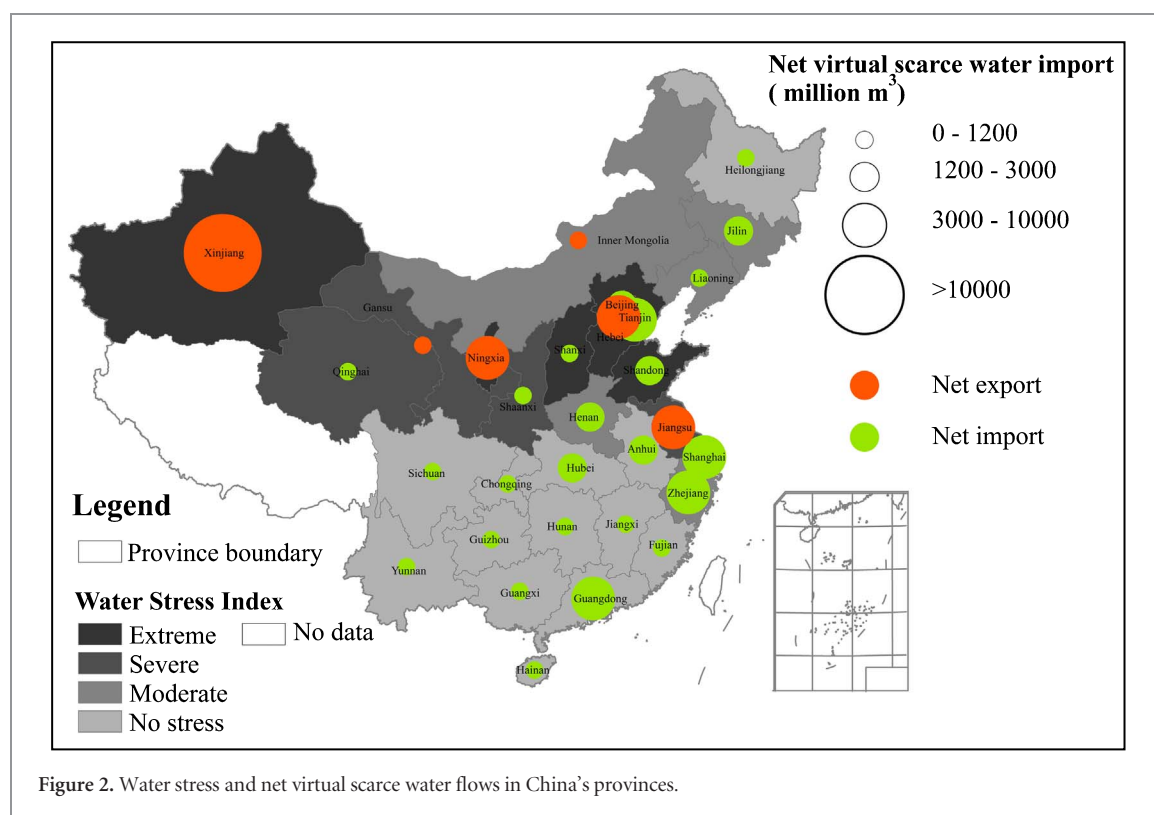 Net virtual scarce water import
( million m³)
0 - 1200
1200 - 3000
3000 - 10000
>10000
Net export
Net import
Heilongjiang
Jilin
Inner Mongolia
Liaoning
Xinjiang
Gansu
Beijing
Tianjin
Hebei
Ningxia
Shanxi
Qinghai
Shandong
Shaanxi
Henan
Jiangsu
Anhui
Shanghai
Hubei
Sichuan
Chongqing
Zhejiang
Hunan
Jiangxi
Guizhou
Fujian
Yunnan
Guangxi
Guangdong
Hainan
Legend
Province boundary
Water Stress Index
Extreme
No data
Severe
Moderate
No stress
Figure 2. Water stress and net virtual scarce water flows in China's provinces.